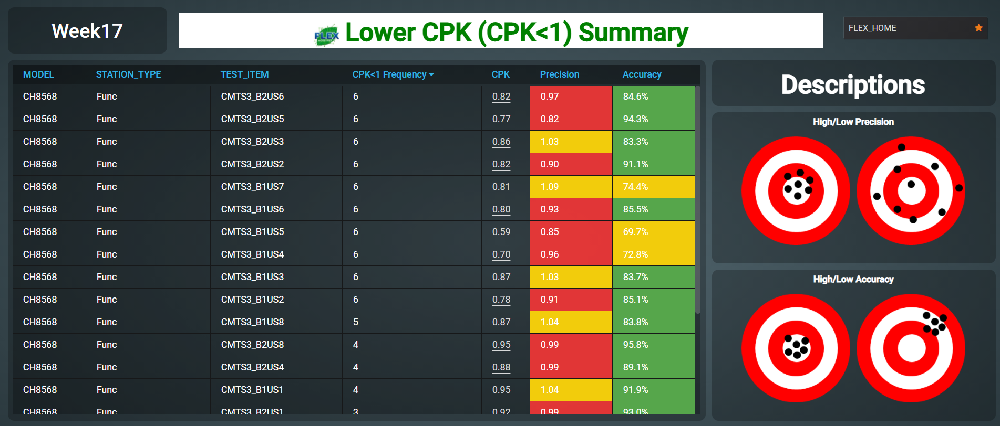 Week17
FLEX Lower CPK (CPK<1) Summary
FLEX_HOME
MODEL STATION_TYPE TEST_ITEM CPK<1 Frequency CPK Precision Accuracy
CH8568 Func CMTS3_B2US6 6 0.82 0.97 84.6%
CH8568 Func CMTS3_B2US5 6 0.77 0.82 94.3%
CH8568 Func CMTS3_B2US3 6 0.86 1.03 83.3%
CH8568 Func CMTS3_B2US2 6 0.82 0.90 91.1%
CH8568 Func CMTS3_B1US7 6 0.81 1.09 74.4%
CH8568 Func CMTS3_B1US6 6 0.80 0.93 85.5%
CH8568 Func CMTS3_B1US5 6 0.59 0.85 69.7%
CH8568 Func CMTS3_B1US4 6 0.70 0.96 72.8%
CH8568 Func CMTS3_B1US3 6 0.87 1.03 83.7%
CH8568 Func CMTS3_B1US2 6 0.78 0.91 85.1%
CH8568 Func CMTS3_B1US8 5 0.87 1.04 83.8%
CH8568 Func CMTS3_B2US8 4 0.95 0.99 95.8%
CH8568 Func CMTS3_B2US4 4 0.88 0.99 89.1%
CH8568 Func CMTS3_B1US1 4 0.95 1.04 91.9%
CH8568 Func CMTS3_B2US1 3 0.92 0.99 93.0%
Descriptions
High/Low Precision
High/Low Accuracy